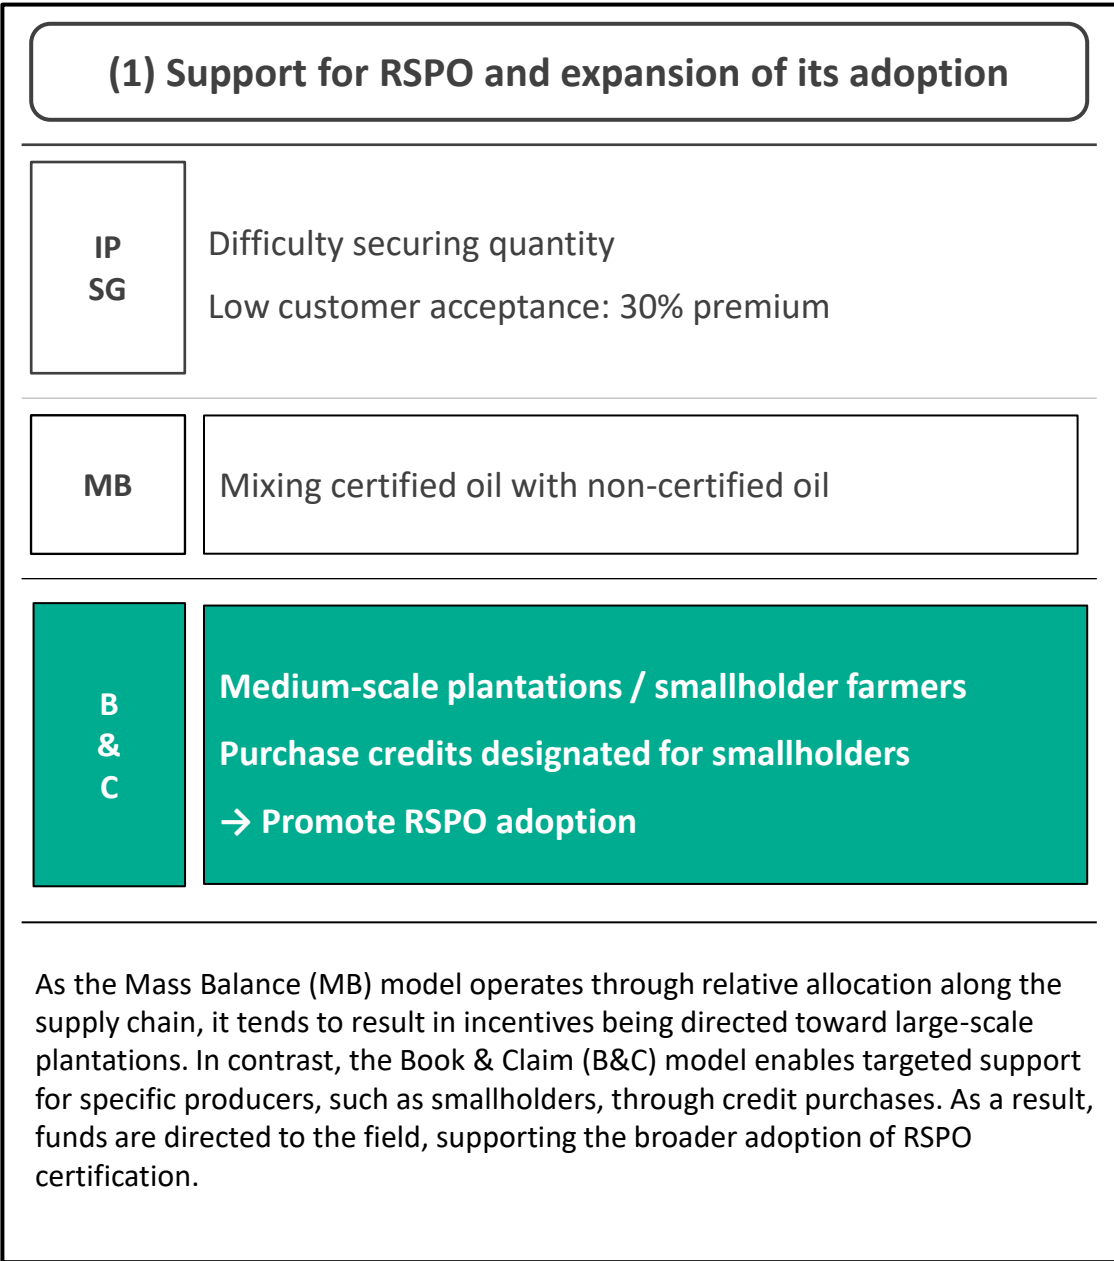 (1) Support for RSPO and expansion of its adoption
IP
SG
Difficulty securing quantity
Low customer acceptance: 30% premium
MB
Mixing certified oil with non-certified oil
B
&
C
Medium-scale plantations / smallholder farmers
Purchase credits designated for smallholders
→ Promote RSPO adoption
As the Mass Balance (MB) model operates through relative allocation along the
supply chain, it tends to result in incentives being directed toward large-scale
plantations. In contrast, the Book & Claim (B&C) model enables targeted support
for specific producers, such as smallholders, through credit purchases. As a result,
funds are directed to the field, supporting the broader adoption of RSPO
certification.